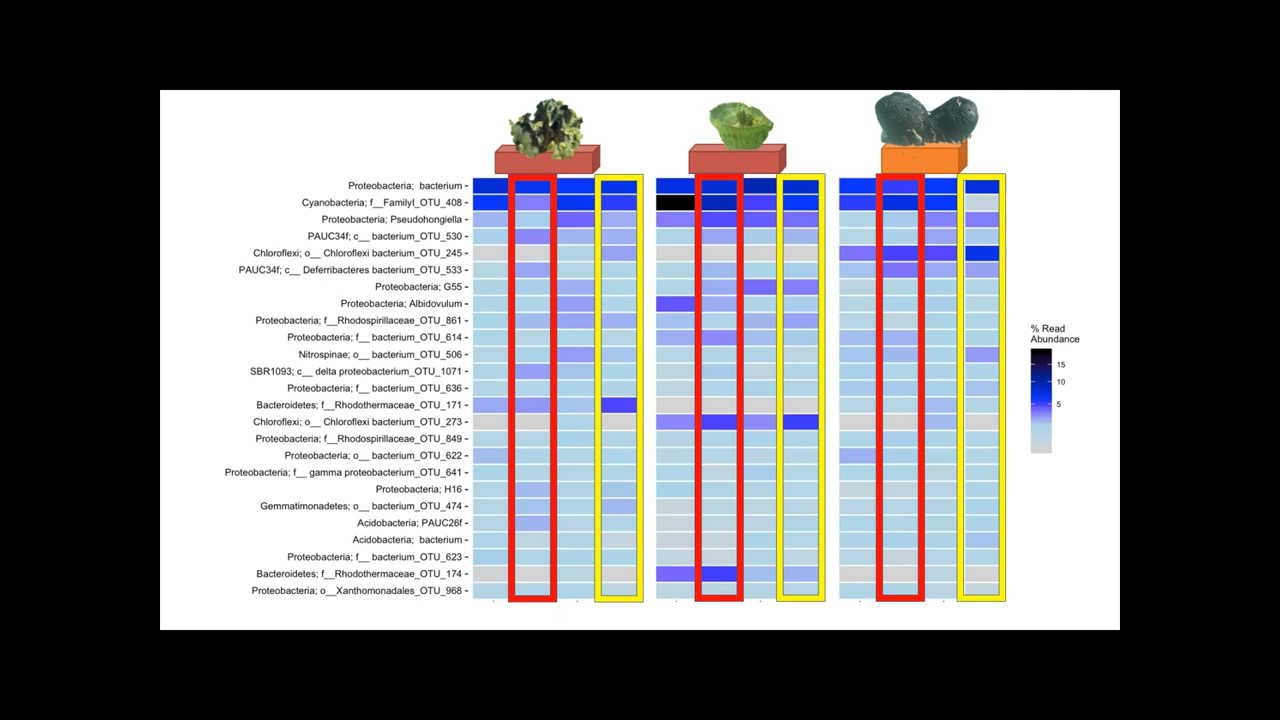 Proteobacteria;  bacterium
Cyanobacteria; f__FamilyI_OTU_408
Proteobacteria; Pseudohongiella
PAUC34f; c__ bacterium_OTU_530
Chloroflexi; o__ Chloroflexi bacterium_OTU_245
PAUC34f; c__ Deferribacteres bacterium_OTU_533
Proteobacteria; G55
Proteobacteria; Albidovulum
Proteobacteria; f__Rhodospirillaceae_OTU_861
Proteobacteria; f__ bacterium_OTU_614
Nitrospinae; o__ bacterium_OTU_506
SBR1093; c__ delta proteobacterium_OTU_1071
Proteobacteria; f__ bacterium_OTU_636
Bacteroidetes; f__Rhodothermaceae_OTU_171
Chloroflexi; o__ Chloroflexi bacterium_OTU_273
Proteobacteria; f__Rhodospirillaceae_OTU_849
Proteobacteria; o__ bacterium_OTU_622
Proteobacteria; f__ gamma proteobacterium_OTU_641
Proteobacteria; H16
Gemmatimonadetes; o__ bacterium_OTU_474
Acidobacteria; PAUC26f
Acidobacteria;  bacterium
Proteobacteria; f__ bacterium_OTU_623
Bacteroidetes; f__Rhodothermaceae_OTU_174
Proteobacteria; o__Xanthomonadales_OTU_968
% Read
Abundance
15
10
5